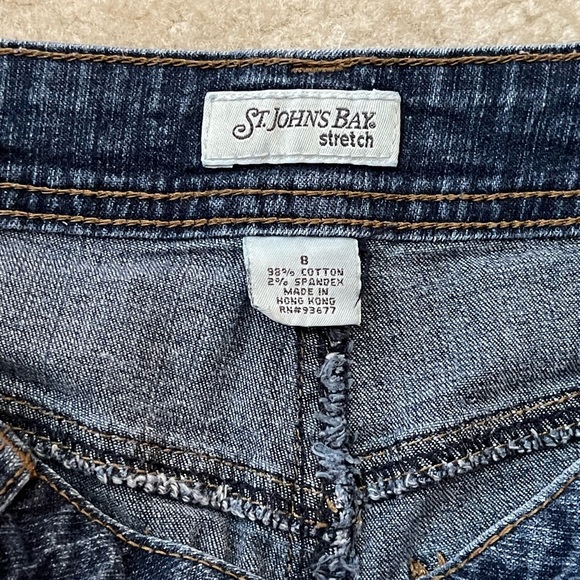 ST. JOHN'S BAY
stretch
8
98% COTTON
2% SPANDEX
MADE IN
HONG KONG
RN#93677